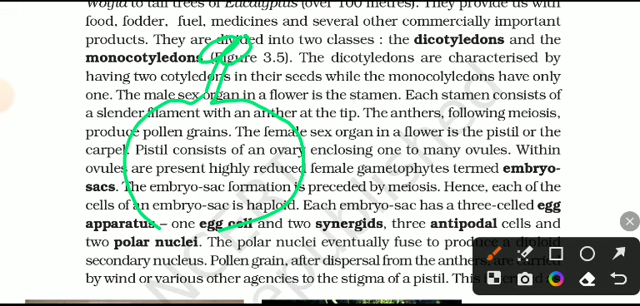 Wolffia to tall trees of Eucalyptus (over 100 metres). They provide us with
food, fodder, fuel, medicines and several other commercially important
products. They are divided into two classes : the dicotyledons and the
monocotyledons (Figure 3.5). The dicotyledons are characterised by
having two cotyledons in their seeds while the monocolyledons have only
one. The male sex organ in a flower is the stamen. Each stamen consists of
a slender filament with an anther at the tip. The anthers, following meiosis,
produce pollen grains. The female sex organ in a flower is the pistil or the
carpel. Pistil consists of an ovary enclosing one to many ovules. Within
ovules are present highly reduced female gametophytes termed embryo-
sacs. The embryo-sac formation is preceded by meiosis. Hence, each of the
cells of an embryo-sac is haploid. Each embryo-sac has a three-celled egg
apparatus – one egg cell and two synergids, three antipodal cells and
two polar nuclei. The polar nuclei eventually fuse to produce a diploid
secondary nucleus. Pollen grain, after dispersal from the anthers, are carried
by wind or various other agencies to the stigma of a pistil. This